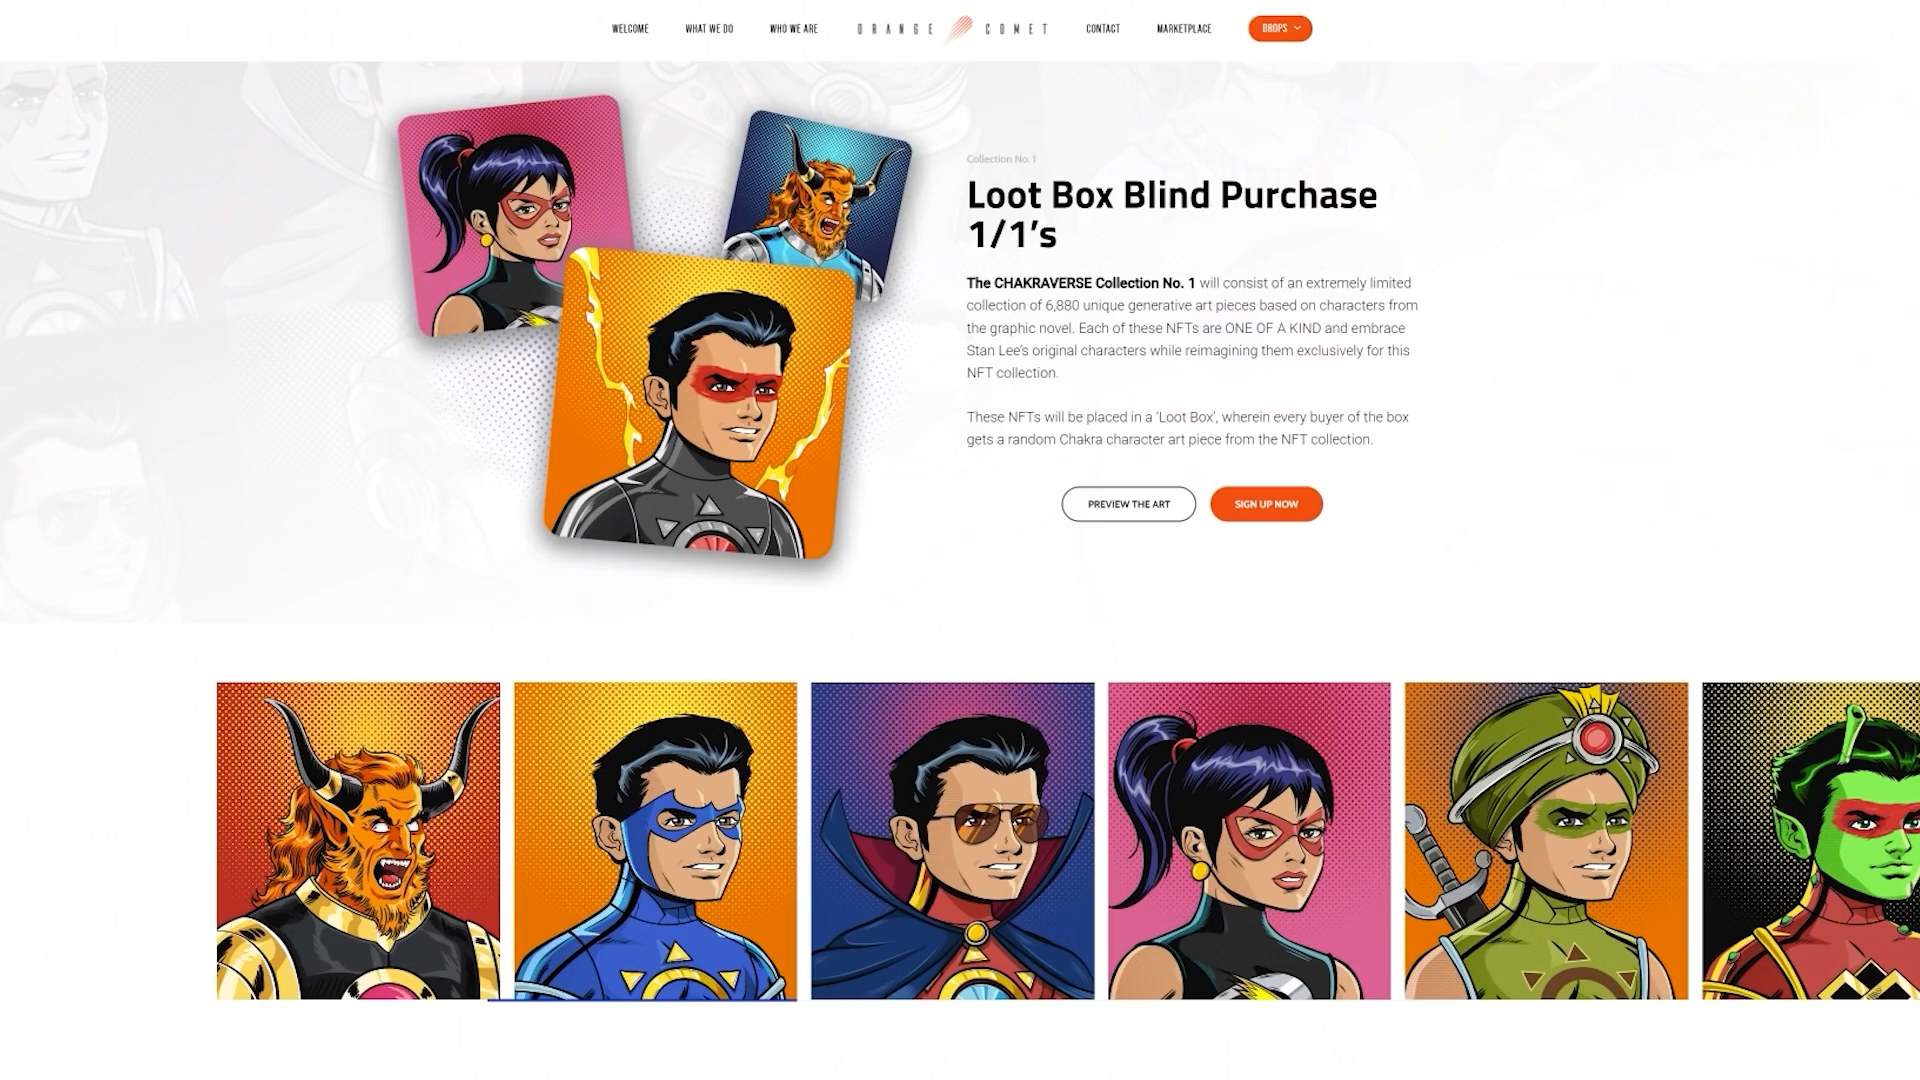 WELCOME
WHAT WE DO
WHO WE ARE
ORANGE COMET
CONTACT
MARKETPLACE
DROPS
Collection No. 1
Loot Box Blind Purchase
1/1’s
The CHAKRAVERSE Collection No. 1 will consist of an extremely limited
collection of 6,880 unique generative art pieces based on characters from
the graphic novel. Each of these NFTs are ONE OF A KIND and embrace
Stan Lee’s original characters while reimagining them exclusively for this
NFT collection.
These NFTs will be placed in a ‘Loot Box’, wherein every buyer of the box
gets a random Chakra character art piece from the NFT collection.
PREVIEW THE ART
SIGN UP NOW